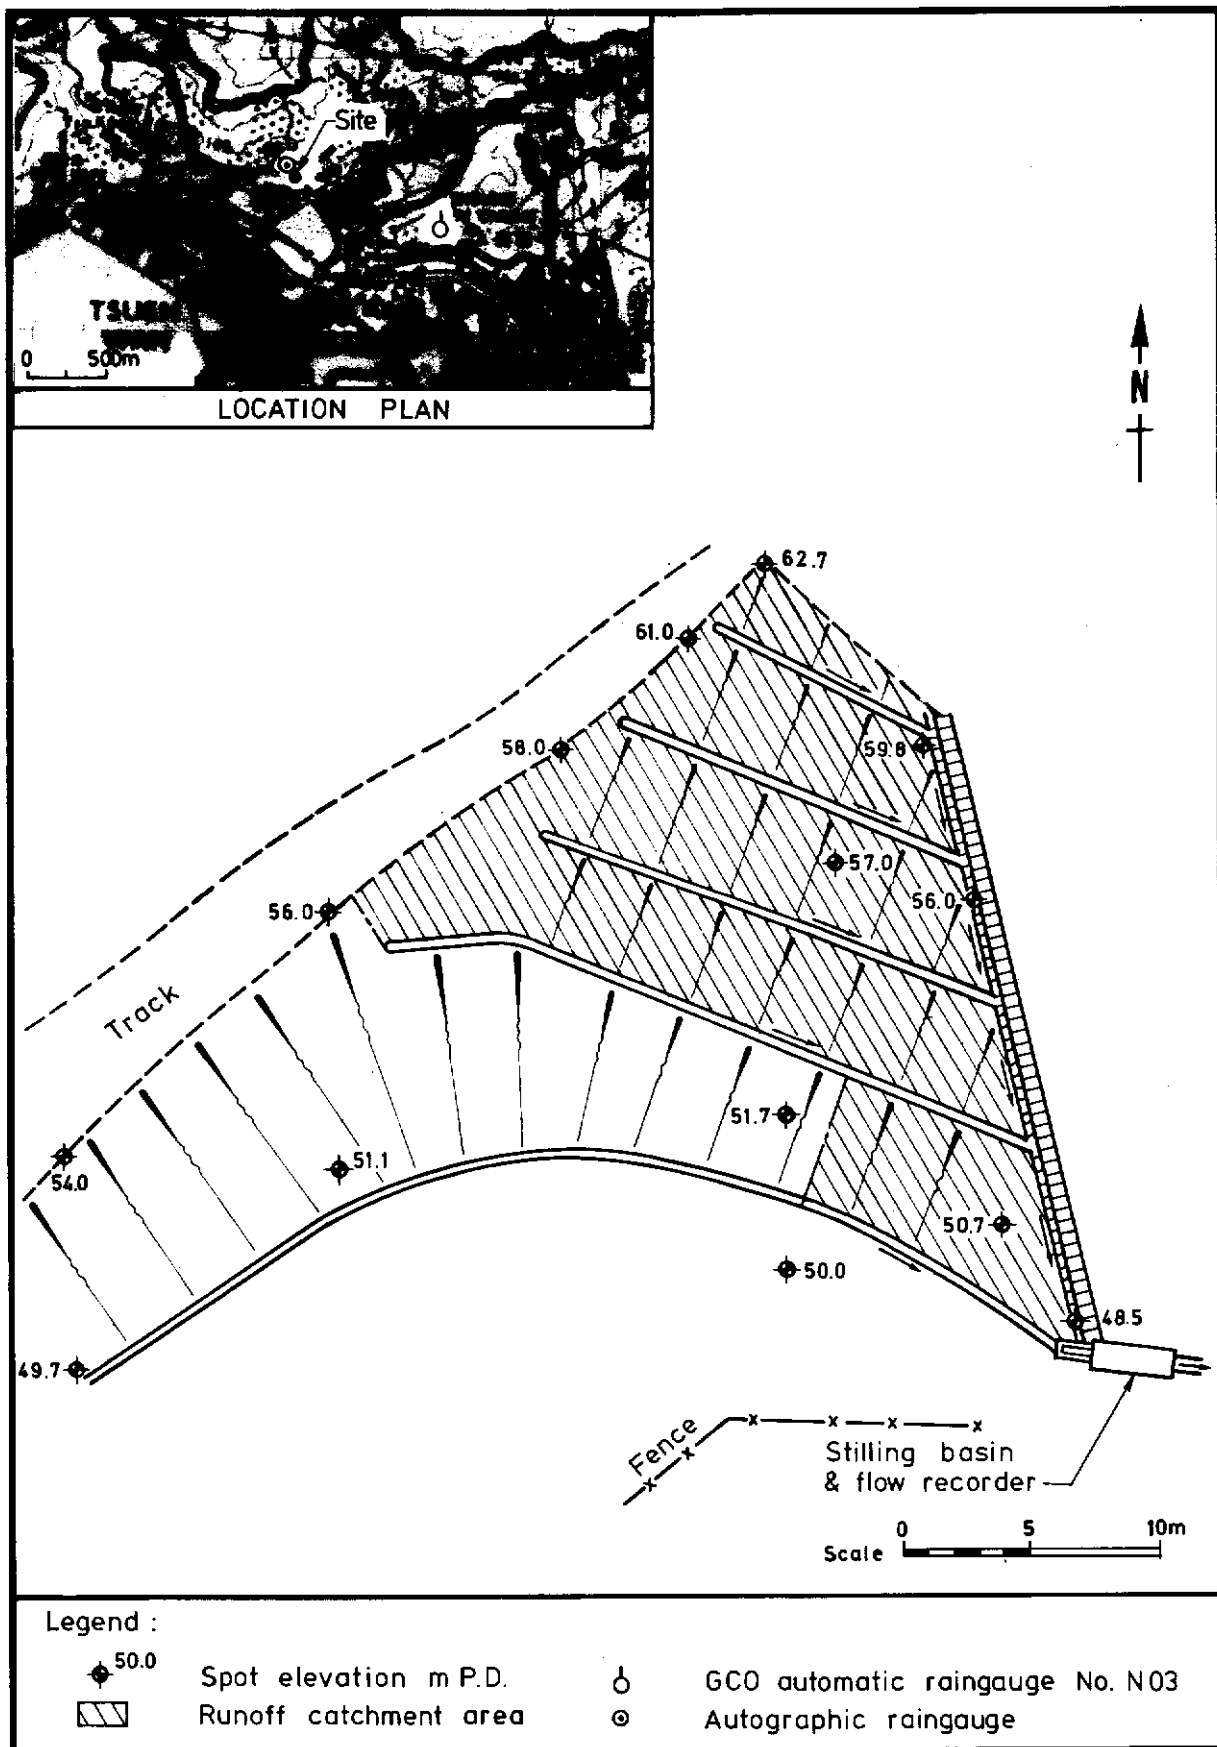 Site
TSUEN
WAN
0 500m
LOCATION PLAN
N
62.7
61.0
58.0
59.8
57.0
56.0
56.0
Track
54.0
51.1
51.7
50.7
50.0
48.5
49.7
Fence
Stilling basin
& flow recorder
0 5 10m
Scale
Legend :
50.0
Spot elevation m P.D.
GCO automatic raingauge No. N03
Runoff catchment area
Autographic raingauge